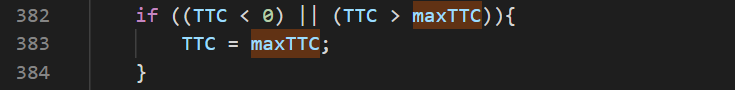 382 if ((TTC < 0) || (TTC > maxTTC)){
383 TTC = maxTTC;
384 }